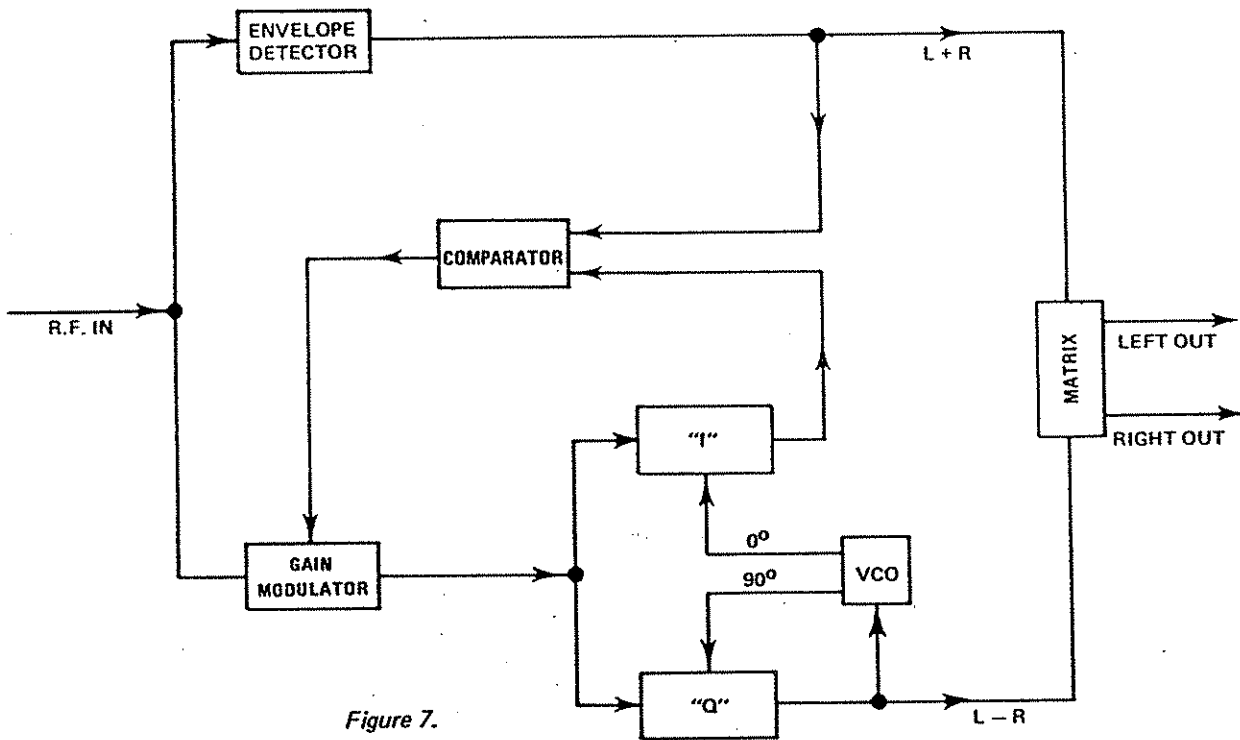 ENVELOPE
DETECTOR
L + R
COMPARATOR
R.F. IN
MATRIX
LEFT OUT
RIGHT OUT
"I"
0°
90°
VCO
GAIN
MODULATOR
"Q"
L — R
Figure 7.